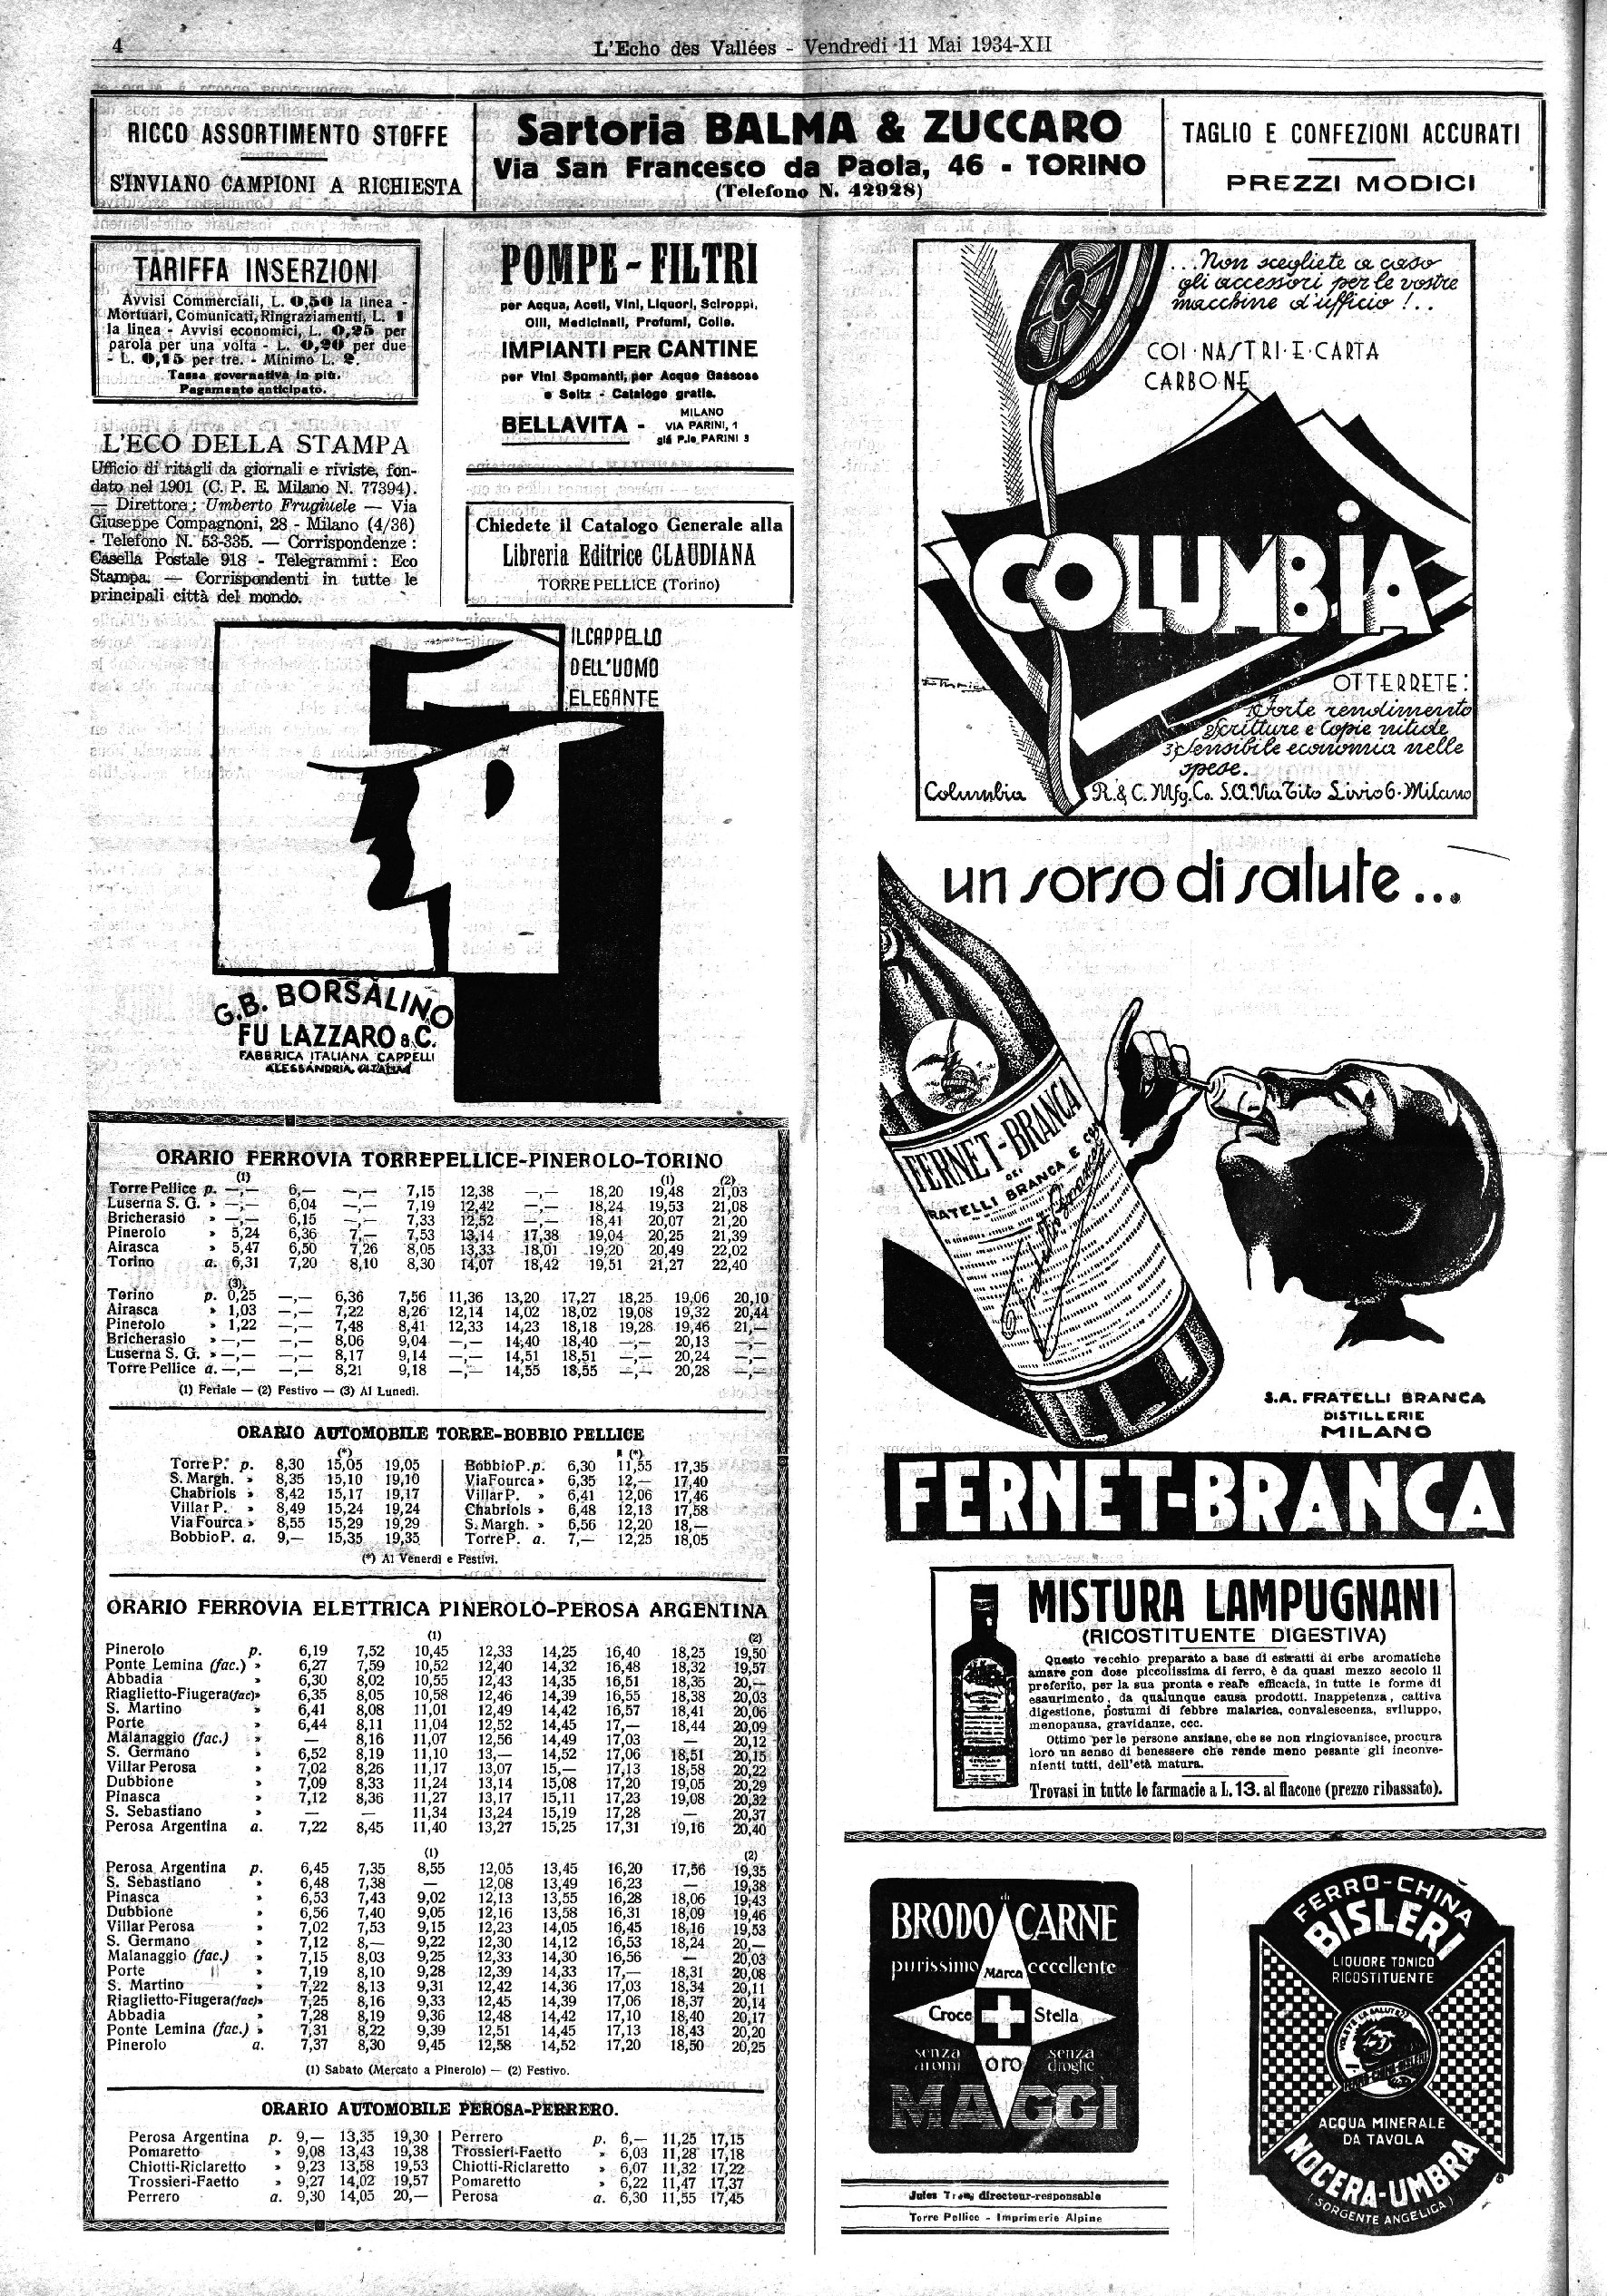 4
L'Echo des Vallées - Vendredi 11 Mai 1934-XII
RICCO ASSORTIMENTO STOFFE
S'INVIANO CAMPIONI A RICHIESTA
Sartoria BALMA & ZUCCARO
Via San Francesco da Paola, 46 - TORINO
(Telefono N. 42928)
TAGLIO E CONFEZIONI ACCURATI
PREZZI MODICI
TARIFFA INSERZIONI
Avvisi Commerciali, L. 0,50 la linea -
Mortuari, Comunicati, Ringraziamenti, L. 1
la linea - Avvisi economici, L. 0,25 per
parola per una volta - L. 0,20 per due
- L. 0,15 per tre. - Minimo L. 2.
Tassa governativa in più.
Pagamento anticipato.
L'ECO DELLA STAMPA
Ufficio di ritagli da giornali e riviste, fon-
dato nel 1901 (C. P. E. Milano N. 77394).
— Direttore: Umberto Frugiuele — Via
Giuseppe Compagnoni, 28 - Milano (4/36)
- Telefono N. 53-335. — Corrispondenze:
Casella Postale 918 - Telegrammi: Eco
Stampa. — Corrispondenti in tutte le
principali città del mondo.
POMPE - FILTRI
per Acqua, Aceti, Vini, Liquori, Sciroppi,
Olii, Medicinali, Profumi, Colle.
IMPIANTI PER CANTINE
per Vini Spumanti, per Acque Gassose
e Seltz - Catalogo gratis.
BELLAVITA -
MILANO
VIA PARINI, 1
già P.le PARINI 3
Chiedete il Catalogo Generale alla
Libreria Editrice CLAUDIANA
TORRE PELLICE (Torino)
IL CAPPELLO
DELL'UOMO
ELEGANTE
G.B. BORSALINO
FU LAZZARO & C.
FABBRICA ITALIANA CAPPELLI
ALESSANDRIA (ITALIA)
ORARIO FERROVIA TORREPELLICE-PINEROLO-TORINO
(1) (1) (2)
Torre Pellice p. —,— 6,— —,— 7,15 12,38 —,— 18,20 19,48 21,03
Luserna S. G. » —,— 6,04 —,— 7,19 12,42 —,— 18,24 19,53 21,08
Bricherasio » —,— 6,15 —,— 7,33 12,52 —,— 18,41 20,07 21,20
Pinerolo » 5,24 6,36 7,— 7,53 13,14 17,38 19,04 20,25 21,39
Airasca » 5,47 6,50 7,26 8,05 13,33 18,01 19,20 20,49 22,02
Torino a. 6,31 7,20 8,10 8,30 14,07 18,42 19,51 21,27 22,40
(3)
Torino p. 0,25 —,— 6,36 7,56 11,36 13,20 17,27 18,25 19,06 20,10
Airasca » 1,03 —,— 7,22 8,26 12,14 14,02 18,02 19,08 19,32 20,44
Pinerolo » 1,22 —,— 7,48 8,41 12,33 14,23 18,18 19,28 19,46 21,—
Bricherasio » —,— —,— 8,06 9,04 —,— 14,40 18,40 —,— 20,13 —,—
Luserna S. G. » —,— —,— 8,17 9,14 —,— 14,51 18,51 —,— 20,24 —,—
Torre Pellice a. —,— —,— 8,21 9,18 —,— 14,55 18,55 —,— 20,28 —,—
(1) Feriale — (2) Festivo — (3) Al Lunedì.
ORARIO AUTOMOBILE TORRE-BOBBIO PELLICE
(*)
Torre P. p. 8,30 15,05 19,05
S. Margh. » 8,35 15,10 19,10
Chabriols » 8,42 15,17 19,17
Villar P. » 8,49 15,24 19,24
Via Fourca » 8,55 15,29 19,29
Bobbio P. a. 9,— 15,35 19,35
(*)
Bobbio P. p. 6,30 11,55 17,35
Via Fourca » 6,35 12,— 17,40
Villar P. » 6,41 12,06 17,46
Chabriols » 6,48 12,13 17,58
S. Margh. » 6,56 12,20 18,—
Torre P. a. 7,— 12,25 18,05
(*) Al Venerdì e Festivi.
ORARIO FERROVIA ELETTRICA PINEROLO-PEROSA ARGENTINA
(1) (2)
Pinerolo p. 6,19 7,52 10,45 12,33 14,25 16,40 18,25 19,50
Ponte Lemina (fac.) » 6,27 7,59 10,52 12,40 14,32 16,48 18,32 19,57
Abbadia » 6,30 8,02 10,55 12,43 14,35 16,51 18,35 20,—
Riaglietto-Fiugera (fac) » 6,35 8,05 10,58 12,46 14,39 16,55 18,38 20,03
S. Martino » 6,41 8,08 11,01 12,49 14,42 16,57 18,41 20,06
Porte » 6,44 8,11 11,04 12,52 14,45 17,— 18,44 20,09
Malanaggio (fac.) » — 8,16 11,07 12,56 14,49 17,03 — 20,12
S. Germano » 6,52 8,19 11,10 13,— 14,52 17,06 18,51 20,15
Villar Perosa » 7,02 8,26 11,17 13,07 15,— 17,13 18,58 20,22
Dubbione » 7,09 8,33 11,24 13,14 15,08 17,20 19,05 20,29
Pinasca » 7,12 8,36 11,27 13,17 15,11 17,23 19,08 20,32
S. Sebastiano » — — 11,34 13,24 15,19 17,28 — 20,37
Perosa Argentina a. 7,22 8,45 11,40 13,27 15,25 17,31 19,16 20,40
(1) (2)
Perosa Argentina p. 6,45 7,35 8,55 12,05 13,45 16,20 17,56 19,35
S. Sebastiano » 6,48 7,38 — 12,08 13,49 16,23 — 19,38
Pinasca » 6,53 7,43 9,02 12,13 13,55 16,28 18,06 19,43
Dubbione » 6,56 7,40 9,05 12,16 13,58 16,31 18,09 19,46
Villar Perosa » 7,02 7,53 9,15 12,23 14,05 16,45 18,16 19,53
S. Germano » 7,12 8,— 9,22 12,30 14,12 16,53 18,24 20,—
Malanaggio (fac.) » 7,15 8,03 9,25 12,33 14,30 16,56 — 20,03
Porte » 7,19 8,10 9,28 12,39 14,33 17,— 18,31 20,08
S. Martino » 7,22 8,13 9,31 12,42 14,36 17,03 18,34 20,11
Riaglietto-Fiugera (fac) » 7,25 8,16 9,33 12,45 14,39 17,06 18,37 20,14
Abbadia » 7,28 8,19 9,36 12,48 14,42 17,10 18,40 20,17
Ponte Lemina (fac.) » 7,31 8,22 9,39 12,51 14,45 17,13 18,43 20,20
Pinerolo a. 7,37 8,30 9,45 12,58 14,52 17,20 18,50 20,25
(1) Sabato (Mercato a Pinerolo) — (2) Festivo.
ORARIO AUTOMOBILE PEROSA-PERRERO.
Perosa Argentina p. 9,— 13,35 19,30
Pomaretto » 9,08 13,43 19,38
Chiotti-Riclaretto » 9,23 13,58 19,53
Trossieri-Faetto » 9,27 14,02 19,57
Perrero a. 9,30 14,05 20,—
Perrero p. 6,— 11,25 17,15
Trossieri-Faetto » 6,03 11,28 17,18
Chiotti-Riclaretto » 6,07 11,32 17,22
Pomaretto » 6,22 11,47 17,37
Perosa a. 6,30 11,55 17,45
...Non scegliete a caso
gli accessori per le vostre
macchine d'ufficio!..
COI·NASTRI·E·CARTA
CARBONE
COLUMBIA
OTTERRETE:
1) Forte rendimento
2) Scritture e Copie nitide
3) Sensibile economia nelle
spese.
Columbia R. & C. Mfg. Co. S.A. Via Tito Livio 6·Milano
un sorso di salute...
FERNET-BRANCA
DEI
FRATELLI BRANCA E
S.A. FRATELLI BRANCA
DISTILLERIE
MILANO
FERNET-BRANCA
MISTURA LAMPUGNANI
(RICOSTITUENTE DIGESTIVA)
Questo vecchio preparato a base di estratti di erbe aromatiche
amare con dose piccolissima di ferro, è da quasi mezzo secolo il
preferito, per la sua pronta e reale efficacia, in tutte le forme di
esaurimento, da qualunque causa prodotti. Inappetenza, cattiva
digestione, postumi di febbre malarica, convalescenza, sviluppo,
menopausa, gravidanze, ecc.
Ottimo per le persone anziane, che se non ringiovanisce, procura
loro un senso di benessere che rende meno pesante gli inconve-
nienti tutti, dell'età matura.
Trovasi in tutte le farmacie a L. 13. al flacone (prezzo ribassato).
BRODO di CARNE
purissimo Marca eccellente
Croce Stella
senza aromi oro senza droghe
MAGGI
Jules Tron, directeur-responsable
Torre Pellice - Imprimerie Alpine
FERRO-CHINA
BISLERI
LIQUORE TONICO
RICOSTITUENTE
VOLETE LA SALUTE??
FERRO-CHINA-BISLERI
ACQUA MINERALE
DA TAVOLA
NOCERA-UMBRA
(SORGENTE ANGELICA)